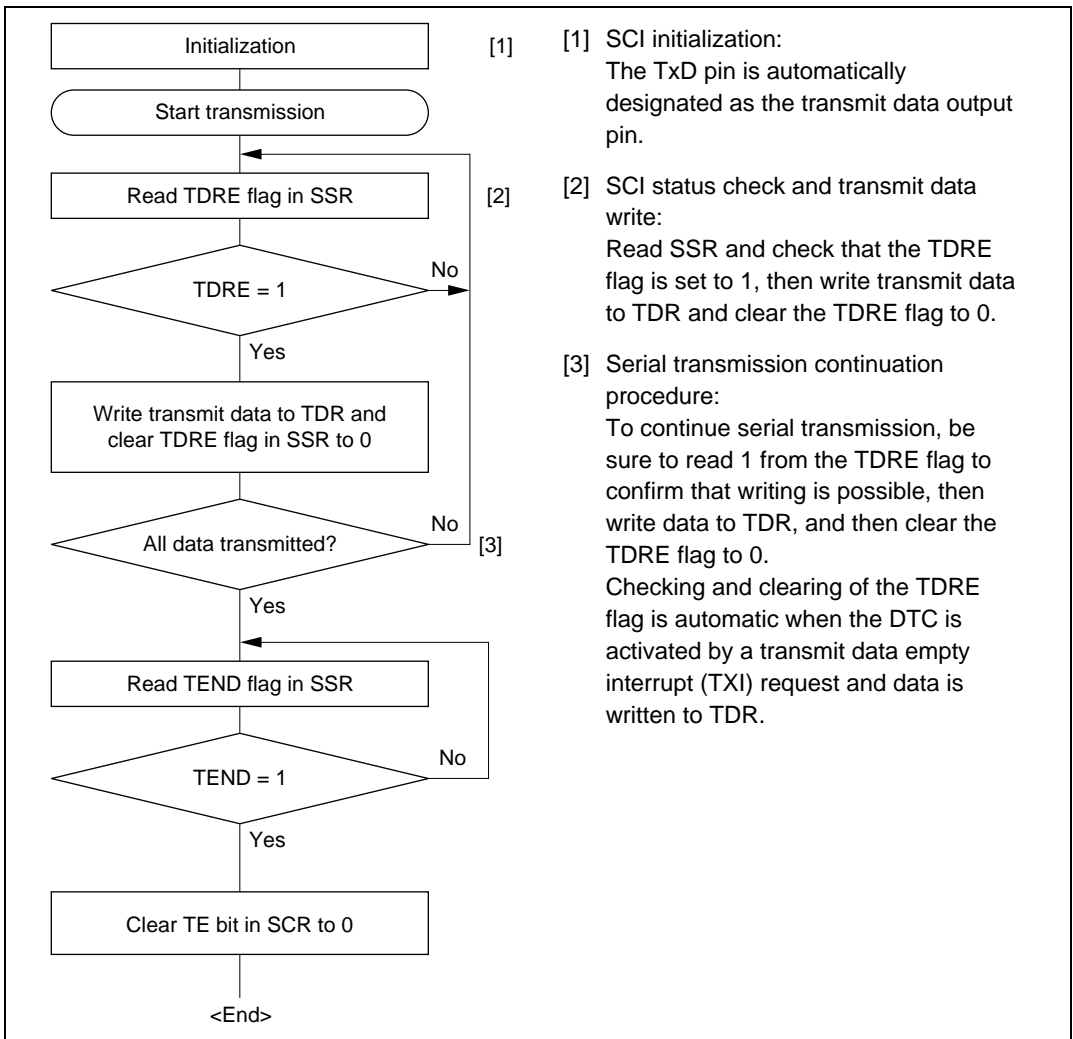 Initialization
[1]
Start transmission
Read TDRE flag in SSR
[2]
TDRE = 1
No
Yes
Write transmit data to TDR and
clear TDRE flag in SSR to 0
All data transmitted?
No
[3]
Yes
Read TEND flag in SSR
TEND = 1
No
Yes
Clear TE bit in SCR to 0
<End>
[1] SCI initialization:
The TxD pin is automatically
designated as the transmit data output
pin.
[2] SCI status check and transmit data
write:
Read SSR and check that the TDRE
flag is set to 1, then write transmit data
to TDR and clear the TDRE flag to 0.
[3] Serial transmission continuation
procedure:
To continue serial transmission, be
sure to read 1 from the TDRE flag to
confirm that writing is possible, then
write data to TDR, and then clear the
TDRE flag to 0.
Checking and clearing of the TDRE
flag is automatic when the DTC is
activated by a transmit data empty
interrupt (TXI) request and data is
written to TDR.